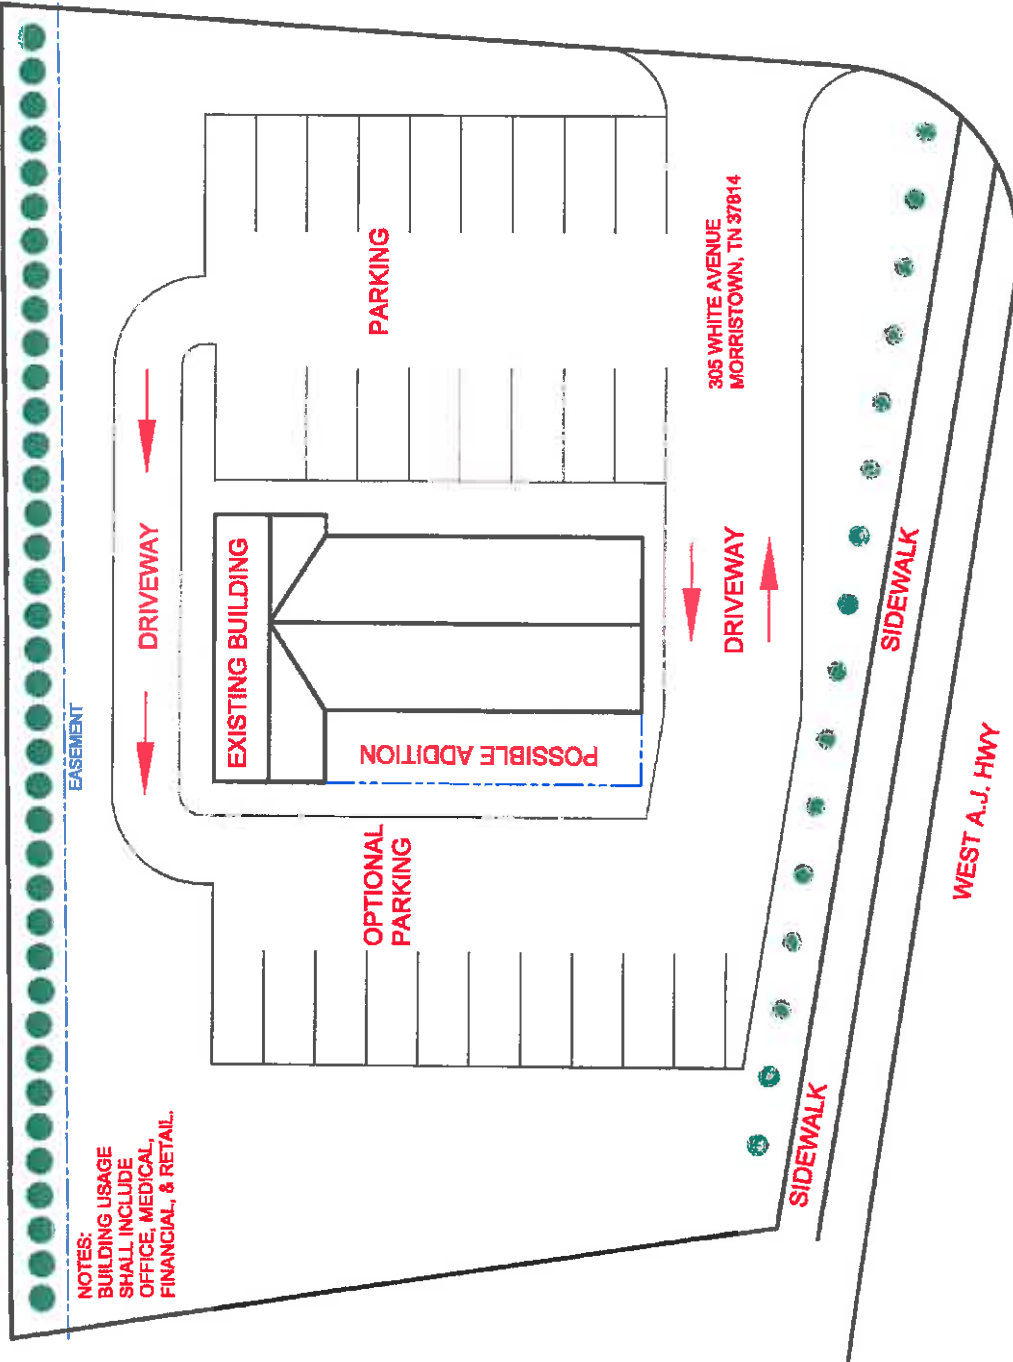 EASEMENT
NOTES:
BUILDING USAGE
SHALL INCLUDE
OFFICE, MEDICAL,
FINANCIAL, & RETAIL.
DRIVEWAY
EXISTING BUILDING
POSSIBLE ADDITION
OPTIONAL
PARKING
PARKING
DRIVEWAY
305 WHITE AVENUE
MORRISTOWN, TN 37814
SIDEWALK
SIDEWALK
WEST A.J. HWY